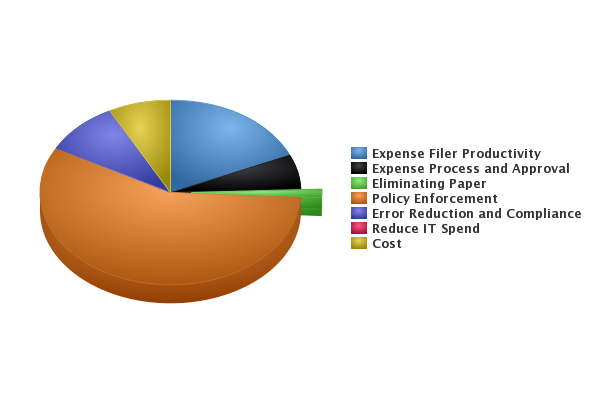 Expense Filer Productivity
Expense Process and Approval
Eliminating Paper
Policy Enforcement
Error Reduction and Compliance
Reduce IT Spend
Cost